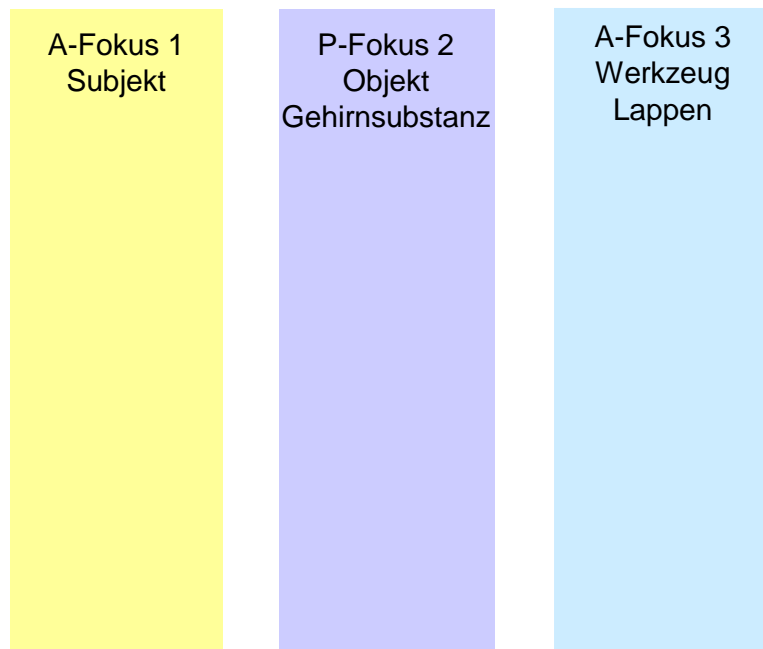 A-Fokus 1
Subjekt
P-Fokus 2
Objekt
Gehirnsubstanz
A-Fokus 3
Werkzeug
Lappen